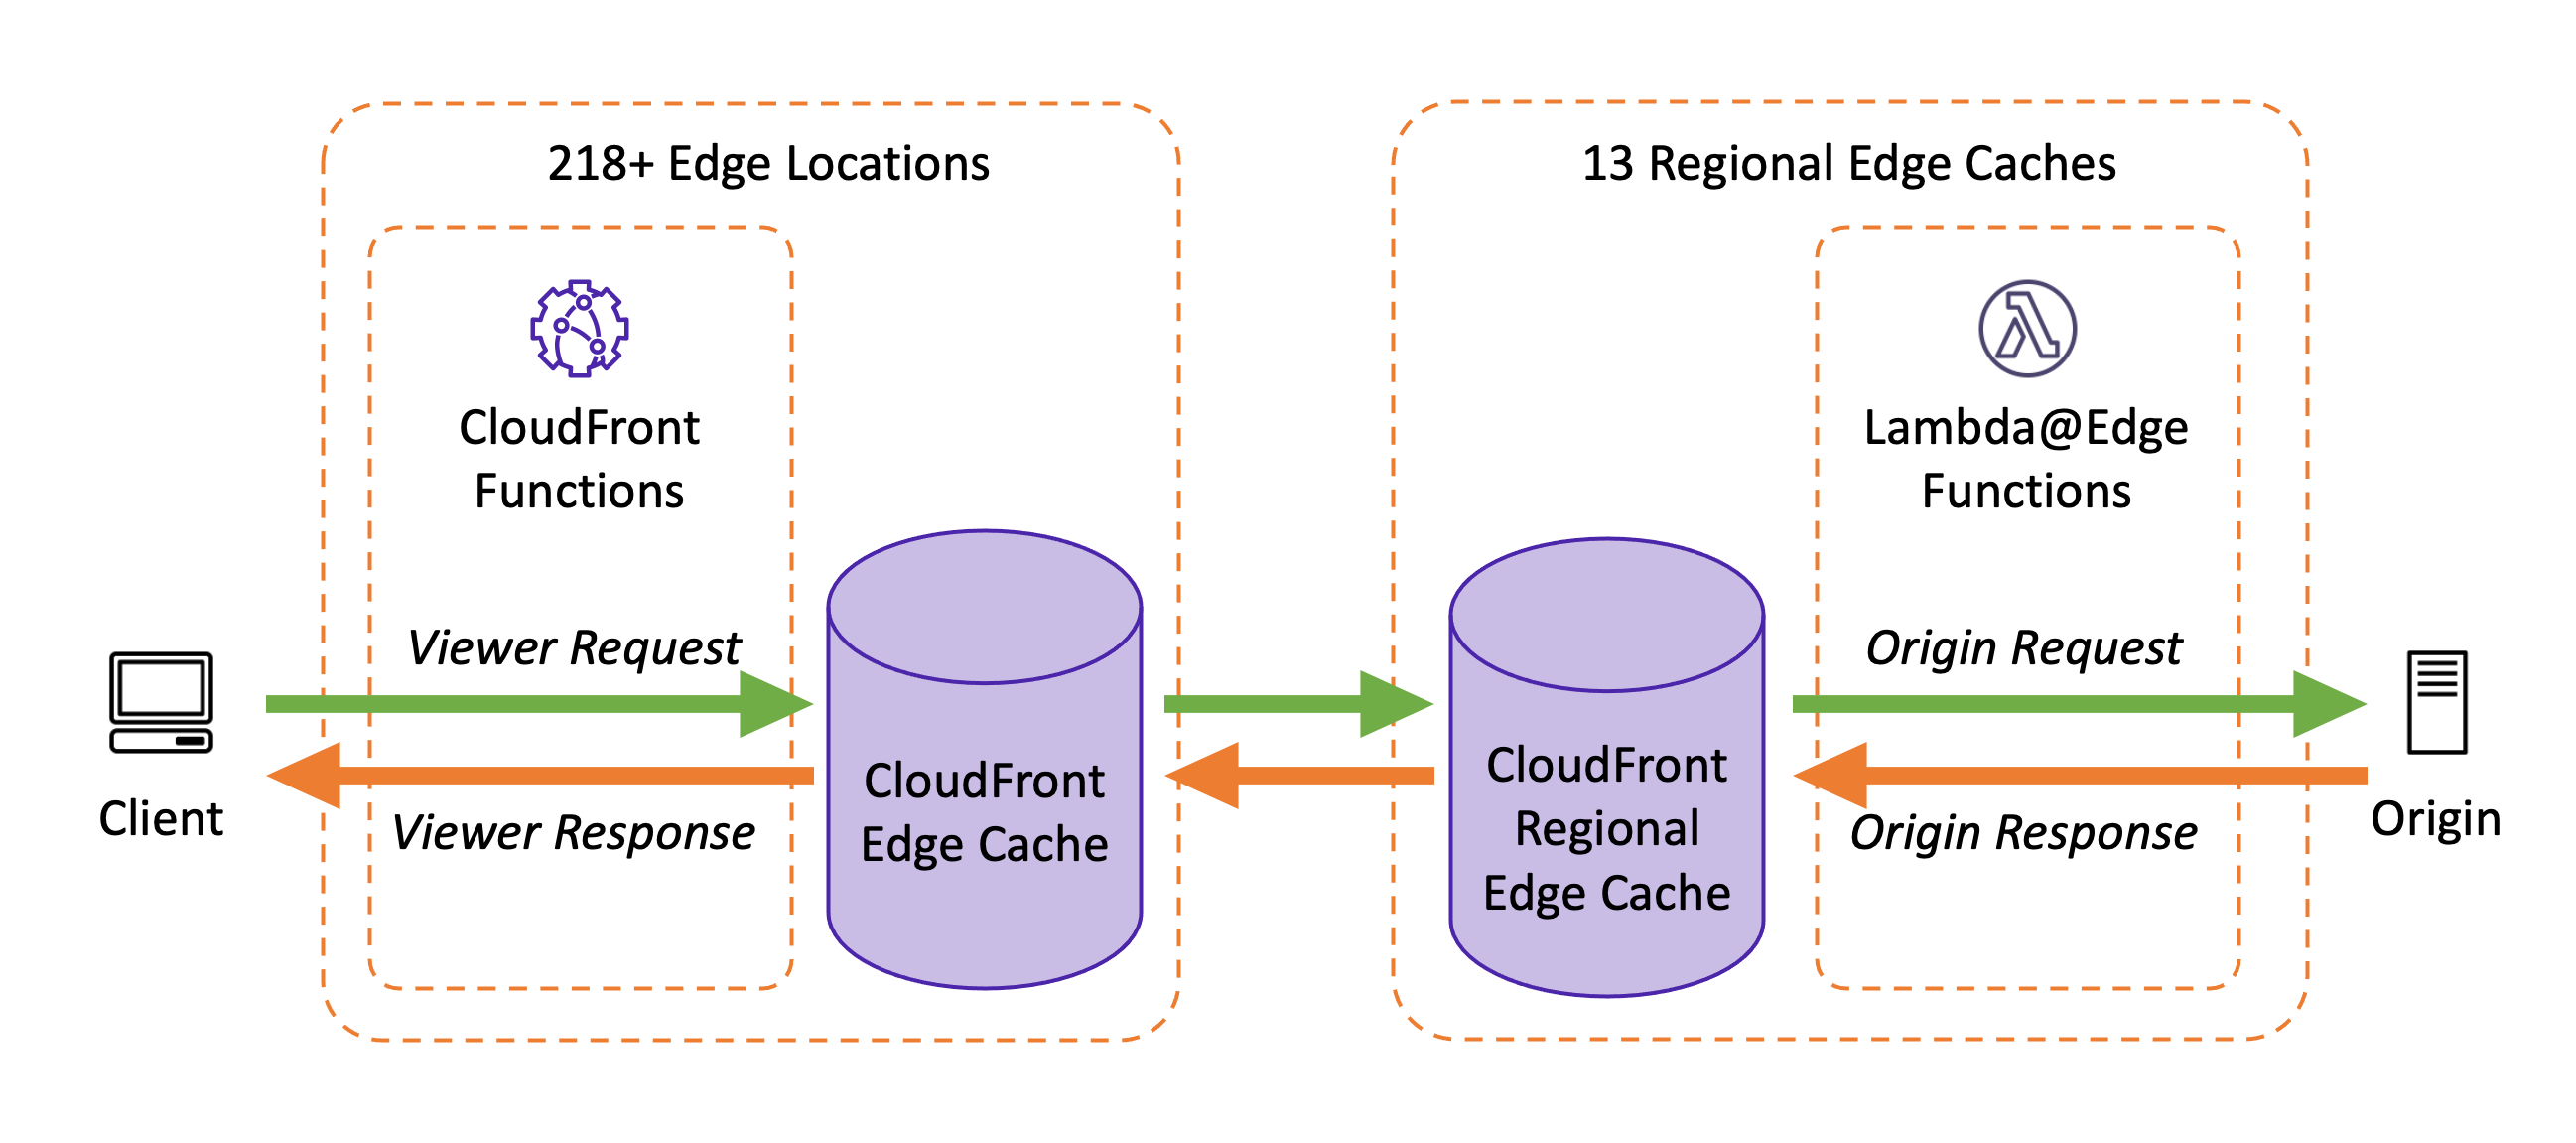 218+ Edge Locations
13 Regional Edge Caches
CloudFront
Functions
Lambda@Edge
Functions
Viewer Request
Origin Request
CloudFront
Edge Cache
CloudFront
Regional
Edge Cache
Client
Viewer Response
Origin Response
Origin